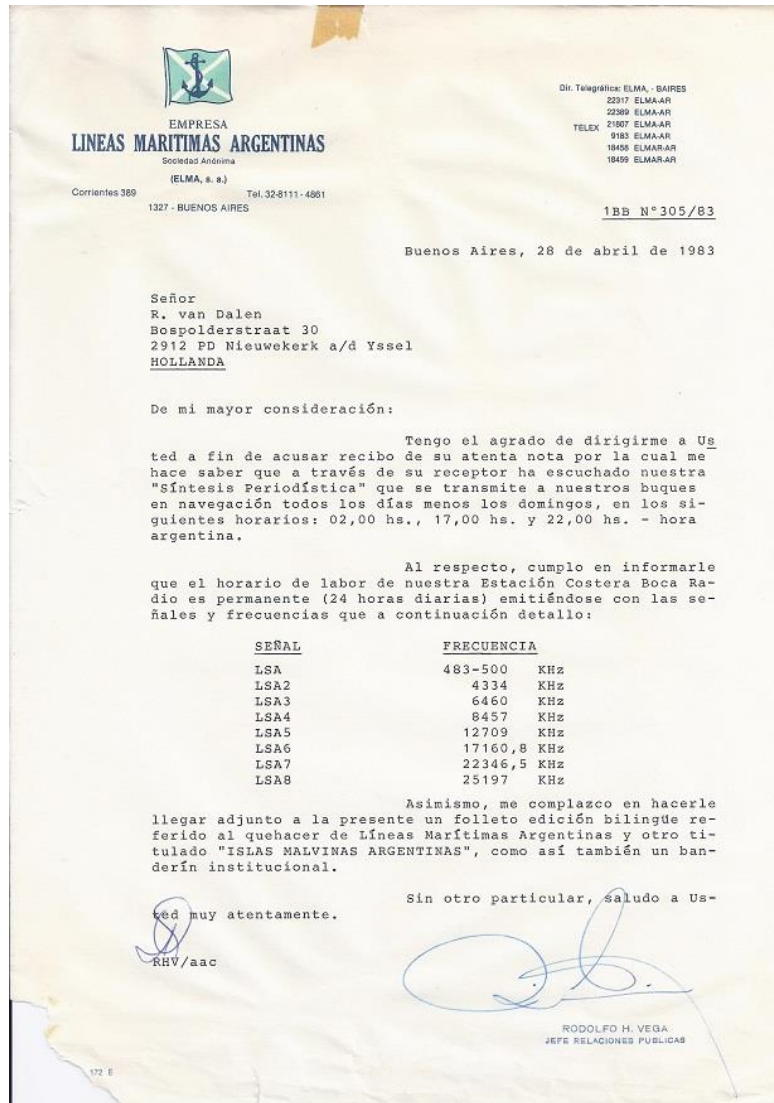 EMPRESA
LINEAS MARITIMAS ARGENTINAS
Sociedad Anónima
(ELMA, s. a.)
Corrientes 389 Tel. 32-8111 - 4861
1327 - BUENOS AIRES
Dir. Telegráfica: ELMA, - BAIRES
22317 ELMA-AR
22389 ELMA-AR
TELEX 21807 ELMA-AR
9183 ELMA-AR
18458 ELMAR-AR
18459 ELMAR-AR
1BB N°305/83
Buenos Aires, 28 de abril de 1983
Señor
R. van Dalen
Bospolderstraat 30
2912 PD Nieuwekerk a/d Yssel
HOLLANDA
De mi mayor consideración:
Tengo el agrado de dirigirme a Us
ted a fin de acusar recibo de su atenta nota por la cual me
hace saber que a través de su receptor ha escuchado nuestra
"Síntesis Periodística" que se transmite a nuestros buques
en navegación todos los días menos los domingos, en los si-
guientes horarios: 02,00 hs., 17,00 hs. y 22,00 hs. - hora
argentina.
Al respecto, cumplo en informarle
que el horario de labor de nuestra Estación Costera Boca Ra-
dio es permanente (24 horas diarias) emitiéndose con las se-
ñales y frecuencias que a continuación detallo:
SEÑAL FRECUENCIA
LSA 483-500 KHz
LSA2 4334 KHz
LSA3 6460 KHz
LSA4 8457 KHz
LSA5 12709 KHz
LSA6 17160,8 KHz
LSA7 22346,5 KHz
LSA8 25197 KHz
Asimismo, me complazco en hacerle
llegar adjunto a la presente un folleto edición bilingüe re-
ferido al quehacer de Líneas Marítimas Argentinas y otro ti-
tulado "ISLAS MALVINAS ARGENTINAS", como así también un ban-
derín institucional.
Sin otro particular, saludo a Us-
ted muy atentamente.
RHV/aac
RODOLFO H. VEGA
JEFE RELACIONES PUBLICAS
172 E